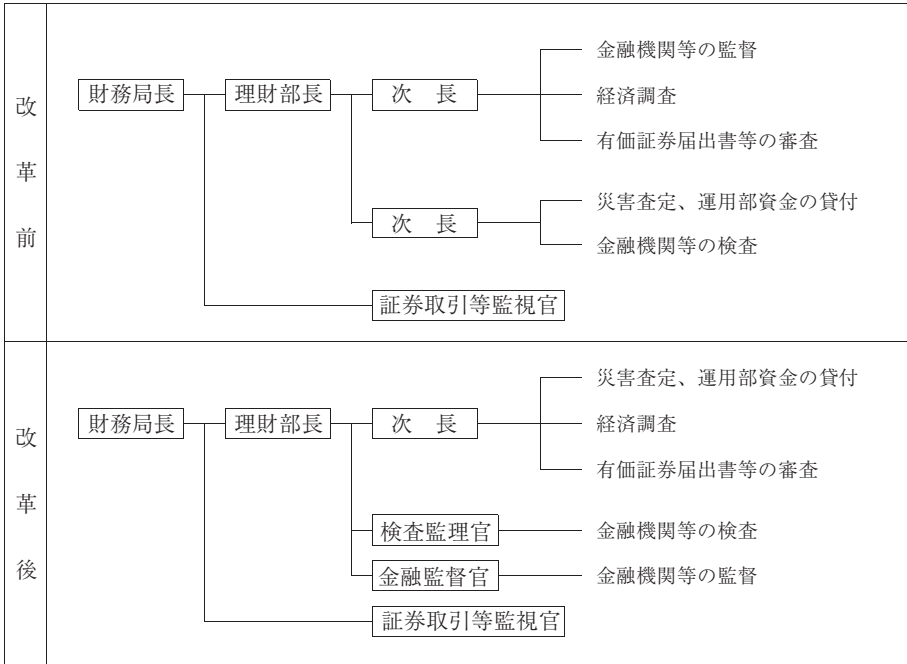 改革前
財務局長
理財部長
次 長
金融機関等の監督
経済調査
有価証券届出書等の審査
次 長
災害査定、運用部資金の貸付
金融機関等の検査
証券取引等監視官
改革後
財務局長
理財部長
次 長
災害査定、運用部資金の貸付
経済調査
有価証券届出書等の審査
検査監理官
金融機関等の検査
金融監督官
金融機関等の監督
証券取引等監視官